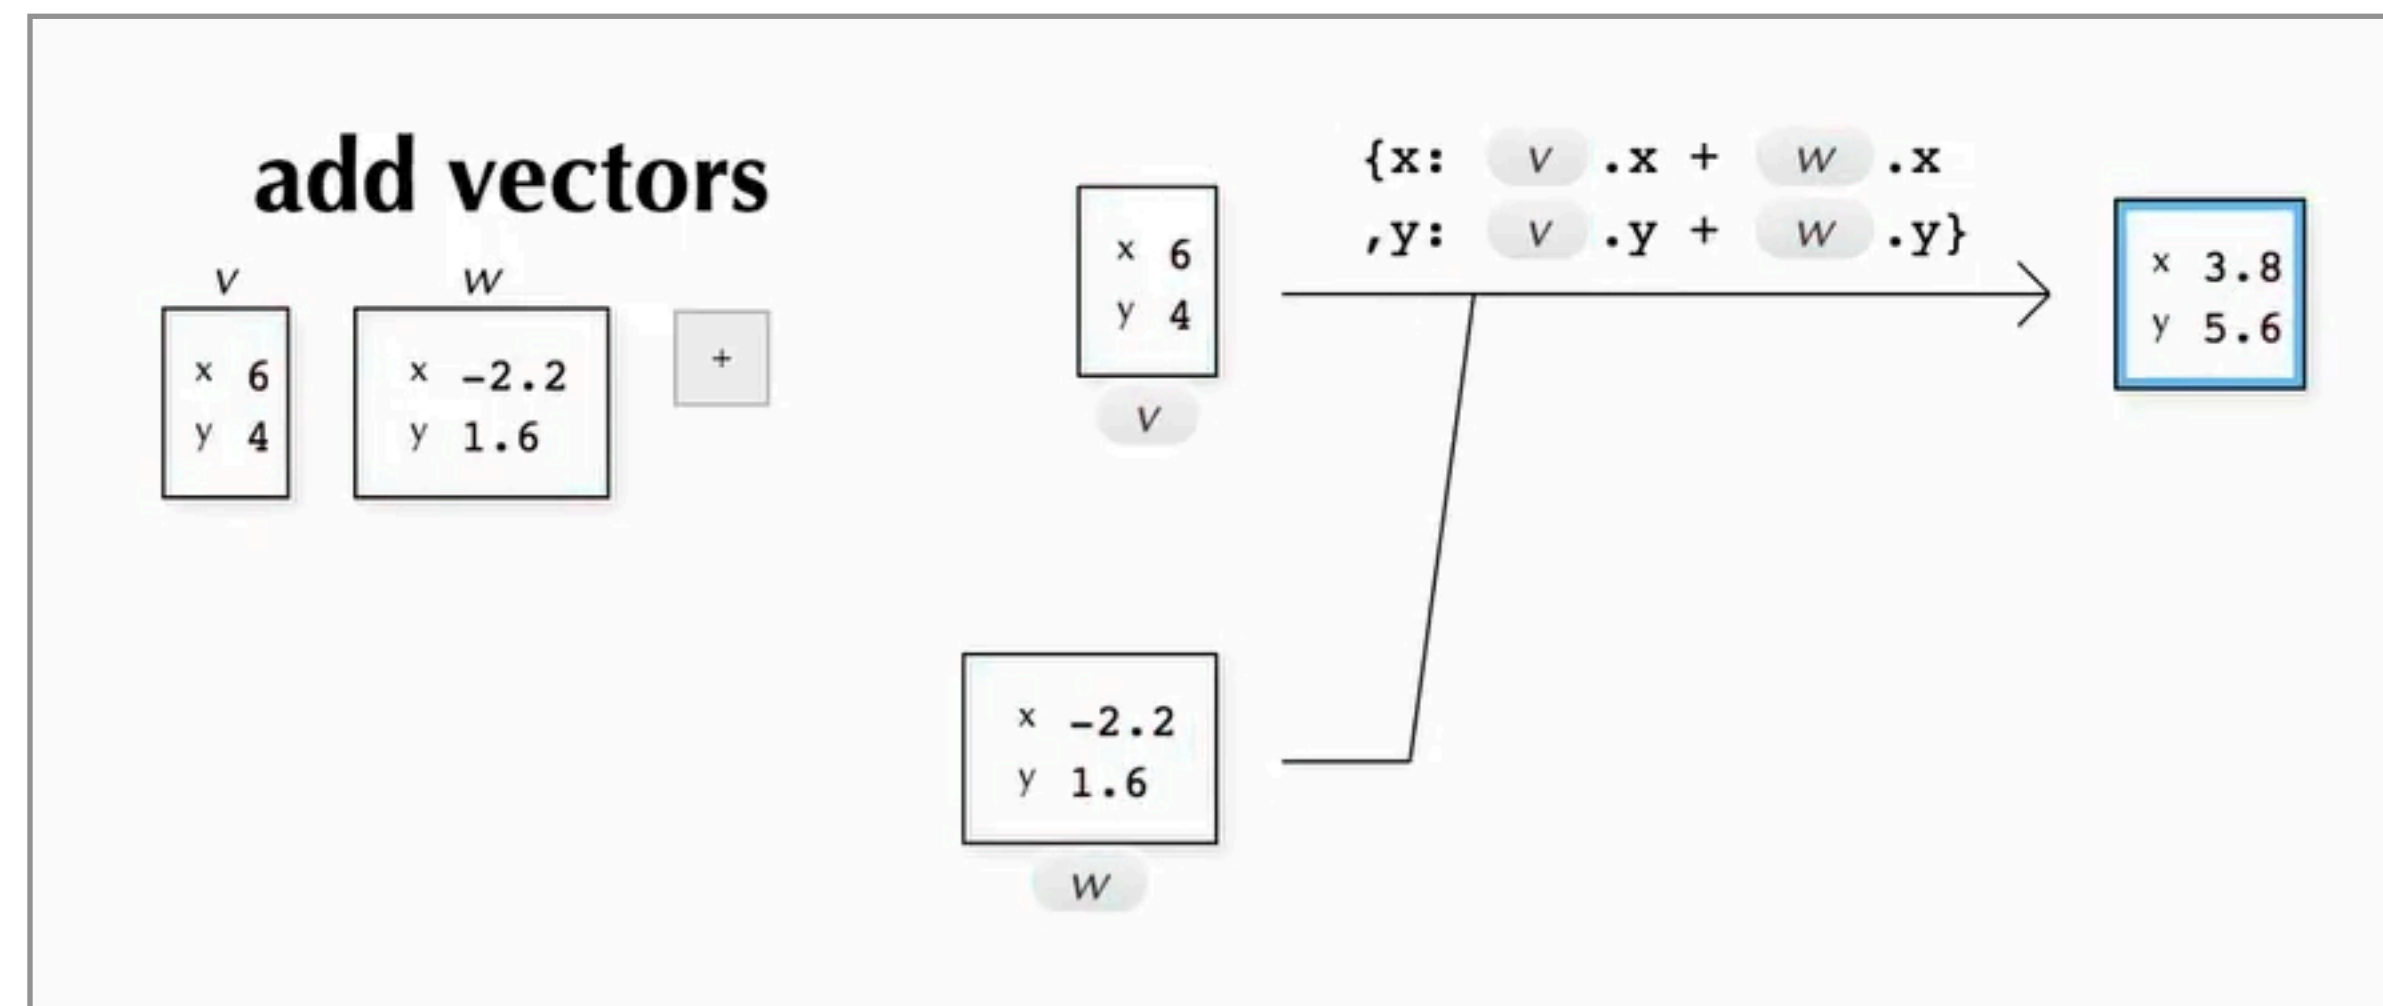 add vectors
v
w
x 6
y 4
x -2.2
y 1.6
+
x 6
y 4
v
{x: v.x + w.x
,y: v.y + w.y}
x 3.8
y 5.6
x -2.2
y 1.6
w